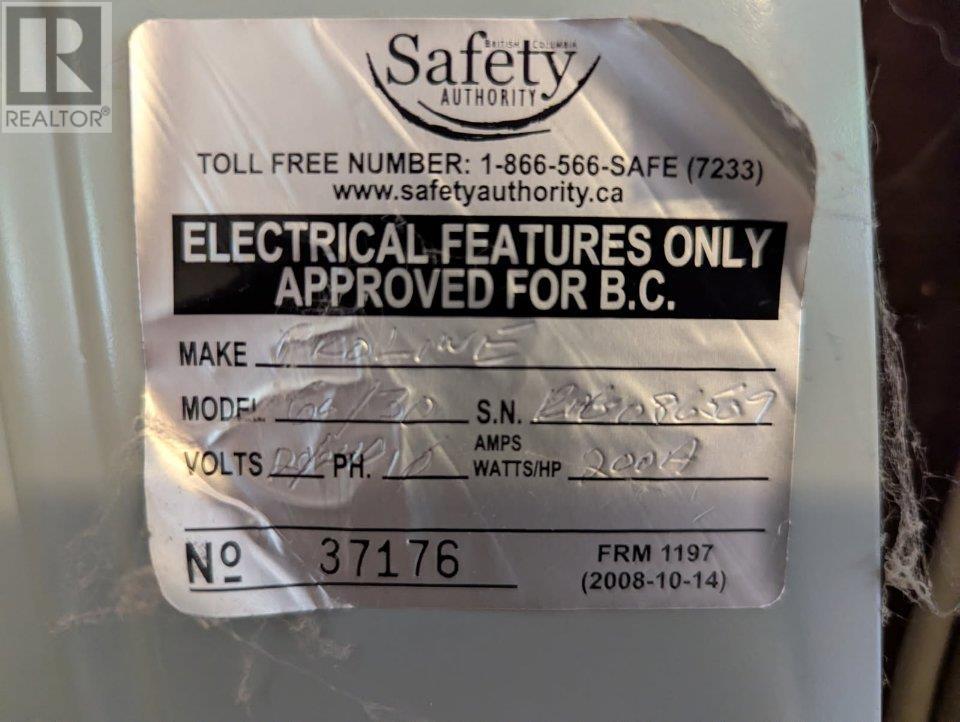 REALTOR®
BRITISH COLUMBIA
Safety
AUTHORITY
TOLL FREE NUMBER: 1-866-566-SAFE (7233)
www.safetyauthority.ca
ELECTRICAL FEATURES ONLY
APPROVED FOR B.C.
MAKE PROLINE
MODEL S.N.
VOLTS PH.
AMPS
WATTS/HP 200A
Nº 37176
FRM 1197
(2008-10-14)